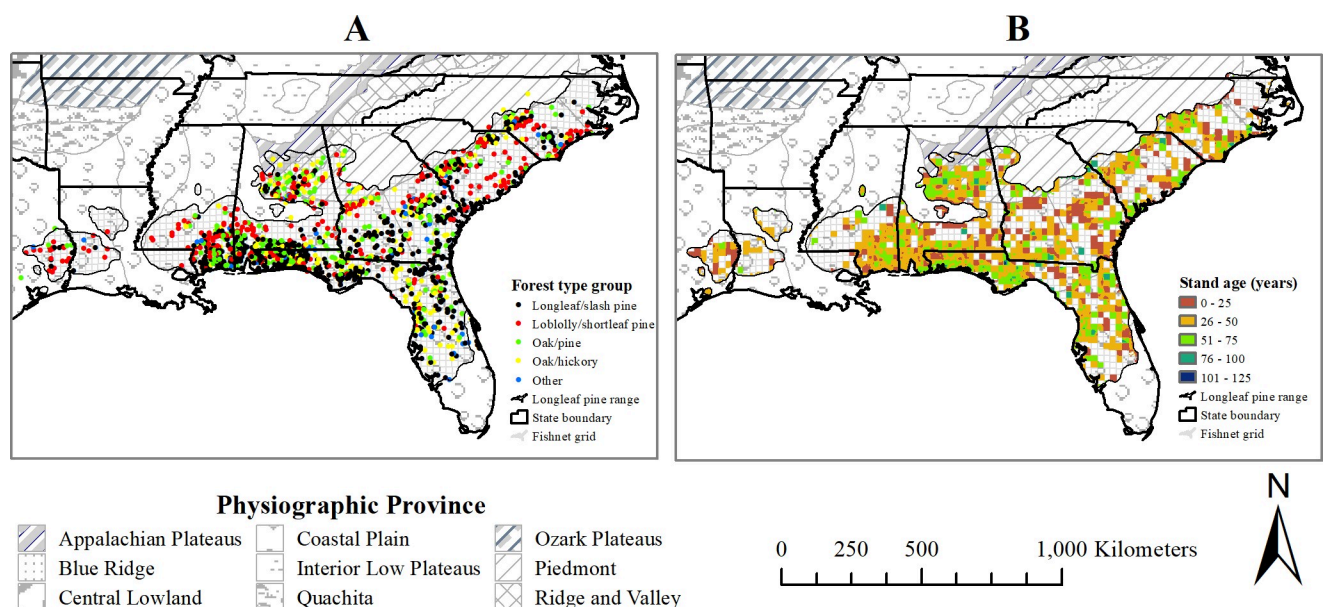 A
B
Forest type group
Longleaf/slash pine
Loblolly/shortleaf pine
Oak/pine
Oak/hickory
Other
Longleaf pine range
State boundary
Fishnet grid
Stand age (years)
0 - 25
26 - 50
51 - 75
76 - 100
101 - 125
Longleaf pine range
State boundary
Fishnet grid
Physiographic Province
Appalachian Plateaus
Coastal Plain
Ozark Plateaus
Blue Ridge
Interior Low Plateaus
Piedmont
Central Lowland
Quachita
Ridge and Valley
0 250 500 1,000 Kilometers
N